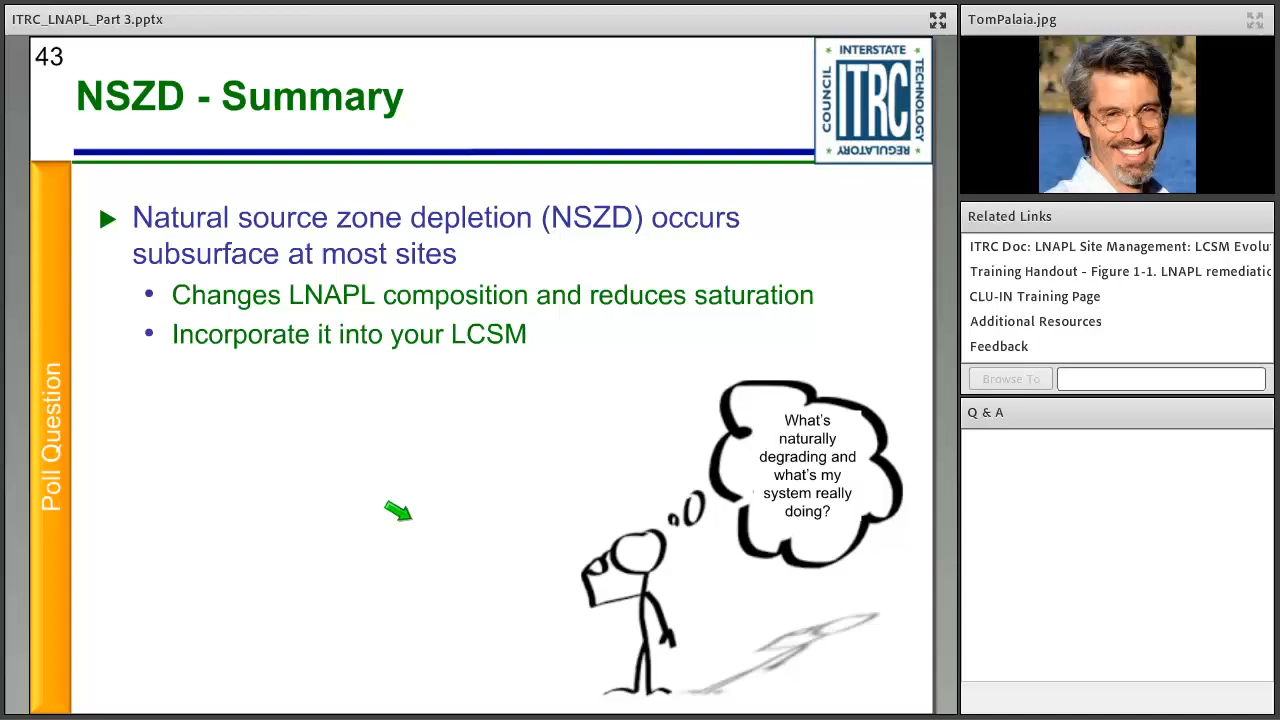 ITRC_LNAPL_Part 3.pptx
43
NSZD - Summary
INTERSTATE
COUNCIL
ITRC
TECHNOLOGY
REGULATORY
Natural source zone depletion (NSZD) occurs
subsurface at most sites
• Changes LNAPL composition and reduces saturation
• Incorporate it into your LCSM
Poll Question
What's
naturally
degrading and
what's my
system really
doing?
TomPalaia.jpg
Related Links
ITRC Doc: LNAPL Site Management: LCSM Evolu
Training Handout - Figure 1-1. LNAPL remediatic
CLU-IN Training Page
Additional Resources
Feedback
Browse To
Q & A